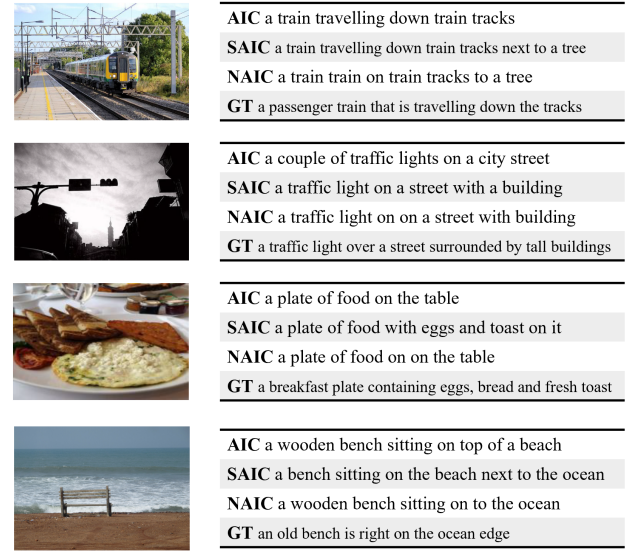 AIC a train travelling down train tracks
SAIC a train travelling down train tracks next to a tree
NAIC a train train on train tracks to a tree
GT a passenger train that is travelling down the tracks
AIC a couple of traffic lights on a city street
SAIC a traffic light on a street with a building
NAIC a traffic light on on a street with building
GT a traffic light over a street surrounded by tall buildings
AIC a plate of food on the table
SAIC a plate of food with eggs and toast on it
NAIC a plate of food on on the table
GT a breakfast plate containing eggs, bread and fresh toast
AIC a wooden bench sitting on top of a beach
SAIC a bench sitting on the beach next to the ocean
NAIC a wooden bench sitting on to the ocean
GT an old bench is right on the ocean edge